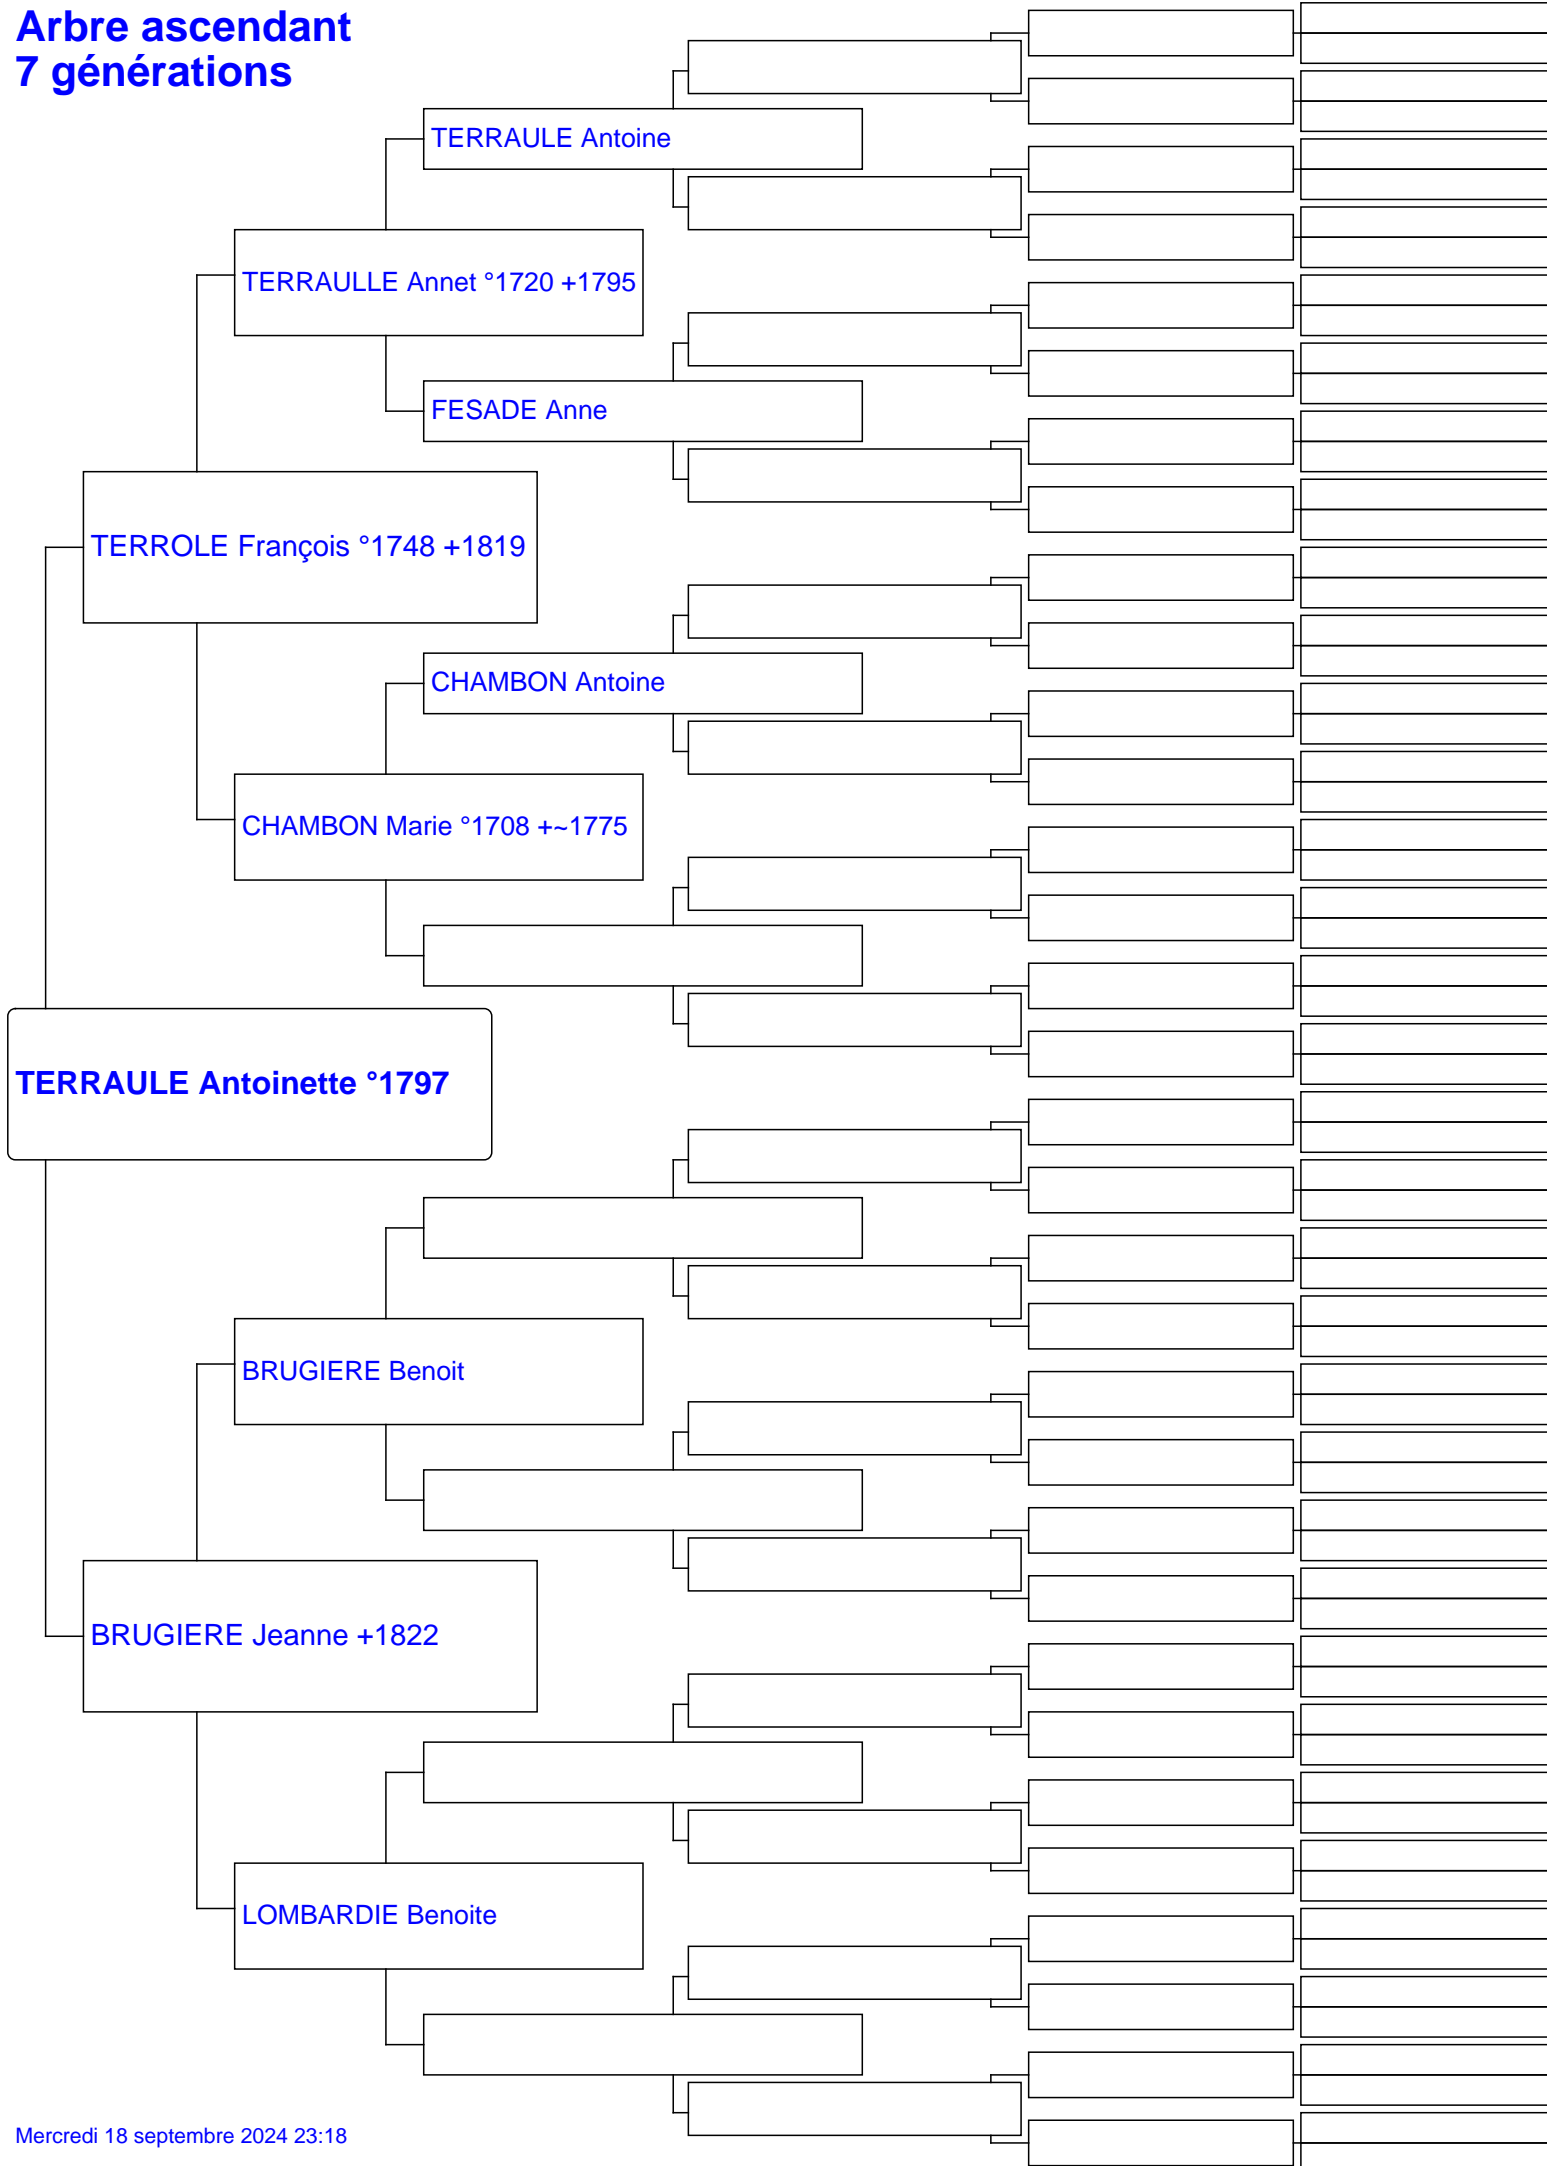 Arbre ascendant
7 générations
TERRAULE Antoine
TERRAULLE Annet °1720 +1795
FESADE Anne
TERROLE François °1748 +1819
CHAMBON Antoine
CHAMBON Marie °1708 +~1775
TERRAULE Antoinette °1797
BRUGIERE Benoit
BRUGIERE Jeanne +1822
LOMBARDIE Benoite
Mercredi 18 septembre 2024 23:18